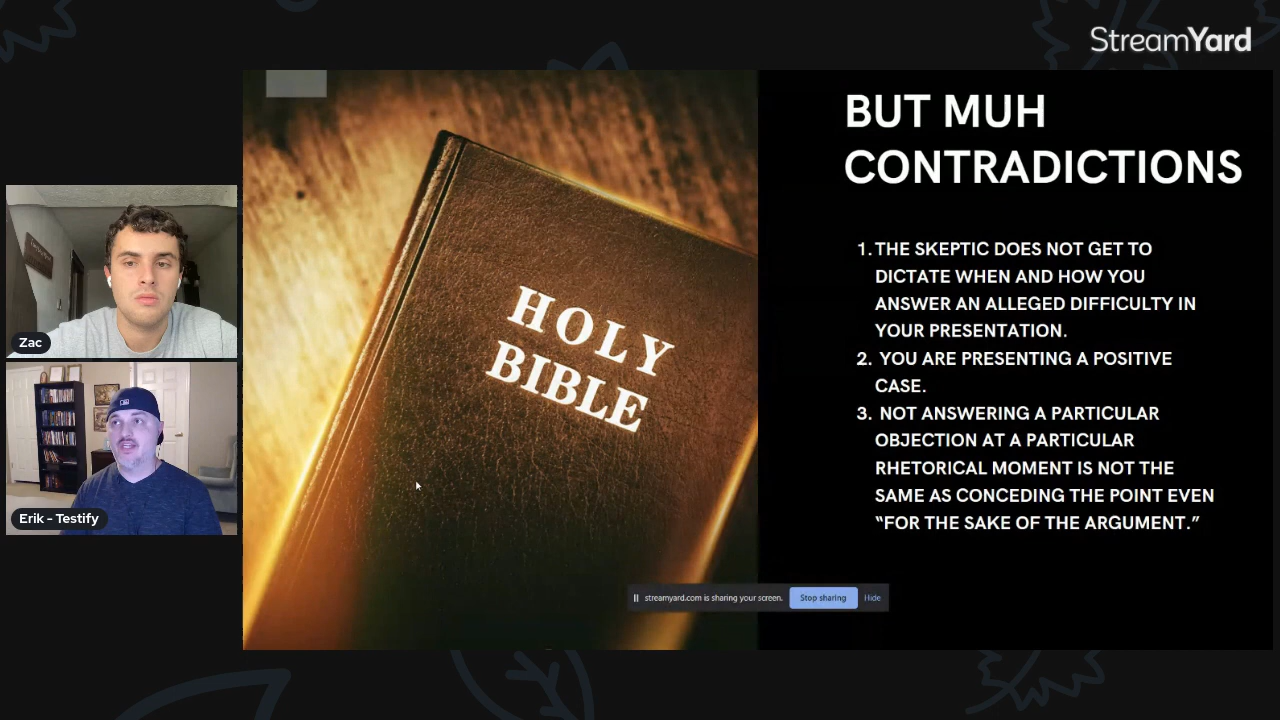 StreamYard
BUT MUH
CONTRADICTIONS
1. THE SKEPTIC DOES NOT GET TO
DICTATE WHEN AND HOW YOU
ANSWER AN ALLEGED DIFFICULTY IN
YOUR PRESENTATION.
2. YOU ARE PRESENTING A POSITIVE
CASE.
3. NOT ANSWERING A PARTICULAR
OBJECTION AT A PARTICULAR
RHETORICAL MOMENT IS NOT THE
SAME AS CONCEDING THE POINT EVEN
“FOR THE SAKE OF THE ARGUMENT.”
HOLY
BIBLE
Zac
Erik - Testify
streamyard.com is sharing your screen.
Stop sharing
Hide